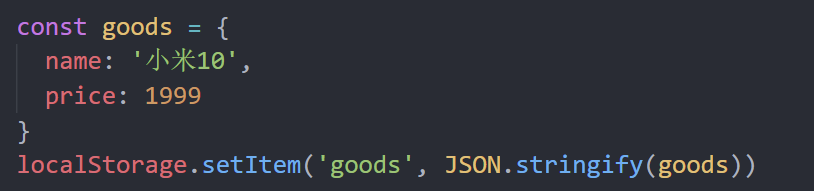 const goods = {
  name: '小米10',
  price: 1999
}
localStorage.setItem('goods', JSON.stringify(goods))